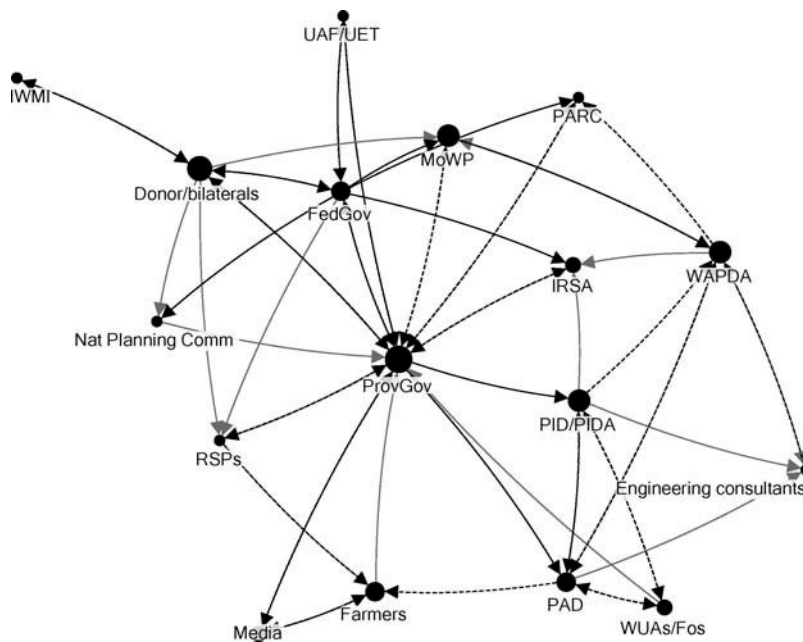 UAF/UET
IWMI
PARC
MoWP
Donor/bilaterals
FedGov
WAPDA
IRSA
Nat Planning Comm
ProvGov
PID/PIDA
RSPs
Engineering consultants
Farmers
PAD
WUAs/Fos
Media